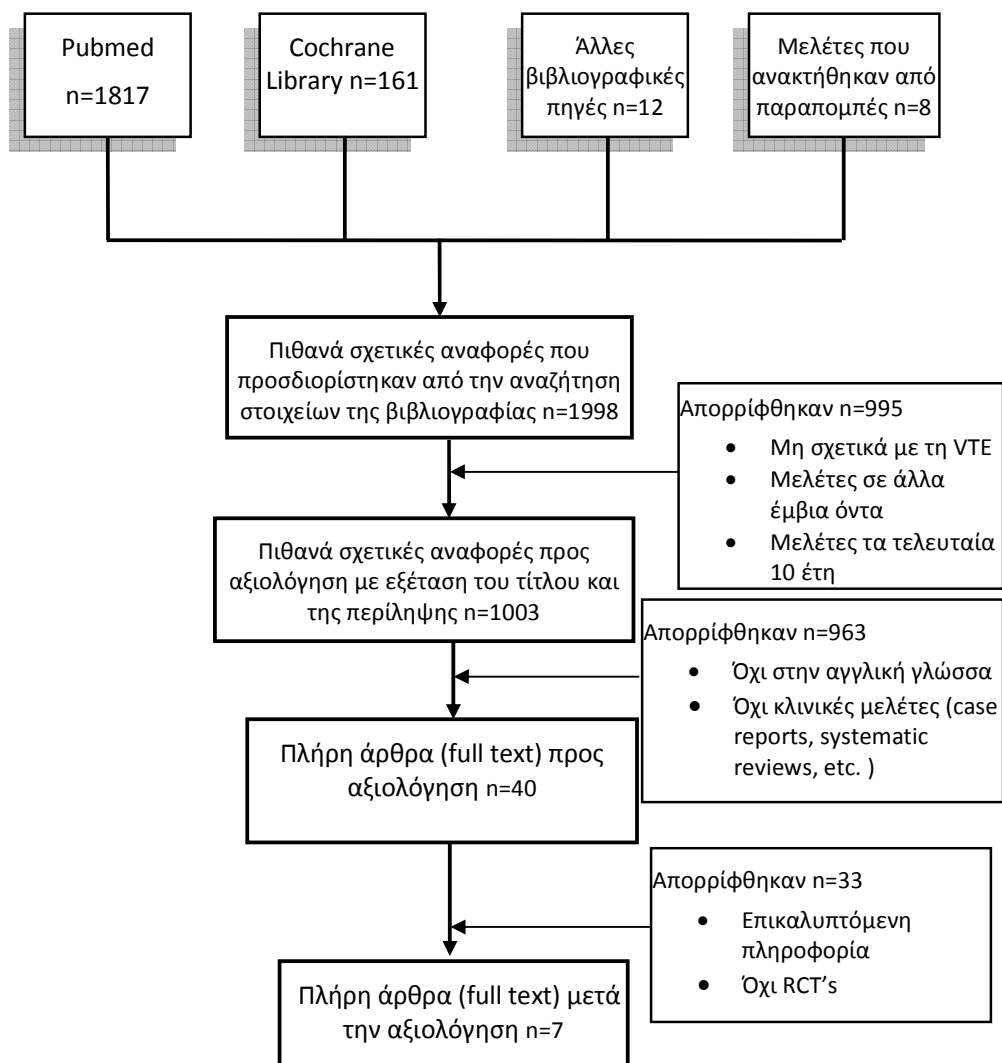 Pubmed
n=1817
Cochrane
Library n=161
Άλλες
βιβλιογραφικές
πηγές n=12
Μελέτες που
ανακτήθηκαν από
παραπομπές n=8
Πιθανά σχετικές αναφορές που
προσδιορίστηκαν από την αναζήτηση
στοιχείων της βιβλιογραφίας n=1998
Απορρίφθηκαν n=995
• Μη σχετικά με τη VTE
• Μελέτες σε άλλα
έμβια όντα
• Μελέτες τα τελευταία
10 έτη
Πιθανά σχετικές αναφορές προς
αξιολόγηση με εξέταση του τίτλου και
της περίληψης n=1003
Απορρίφθηκαν n=963
• Όχι στην αγγλική γλώσσα
• Όχι κλινικές μελέτες (case
reports, systematic
reviews, etc. )
Πλήρη άρθρα (full text) προς
αξιολόγηση n=40
Απορρίφθηκαν n=33
• Επικαλυπτόμενη
πληροφορία
• Όχι RCT’s
Πλήρη άρθρα (full text) μετά
την αξιολόγηση n=7